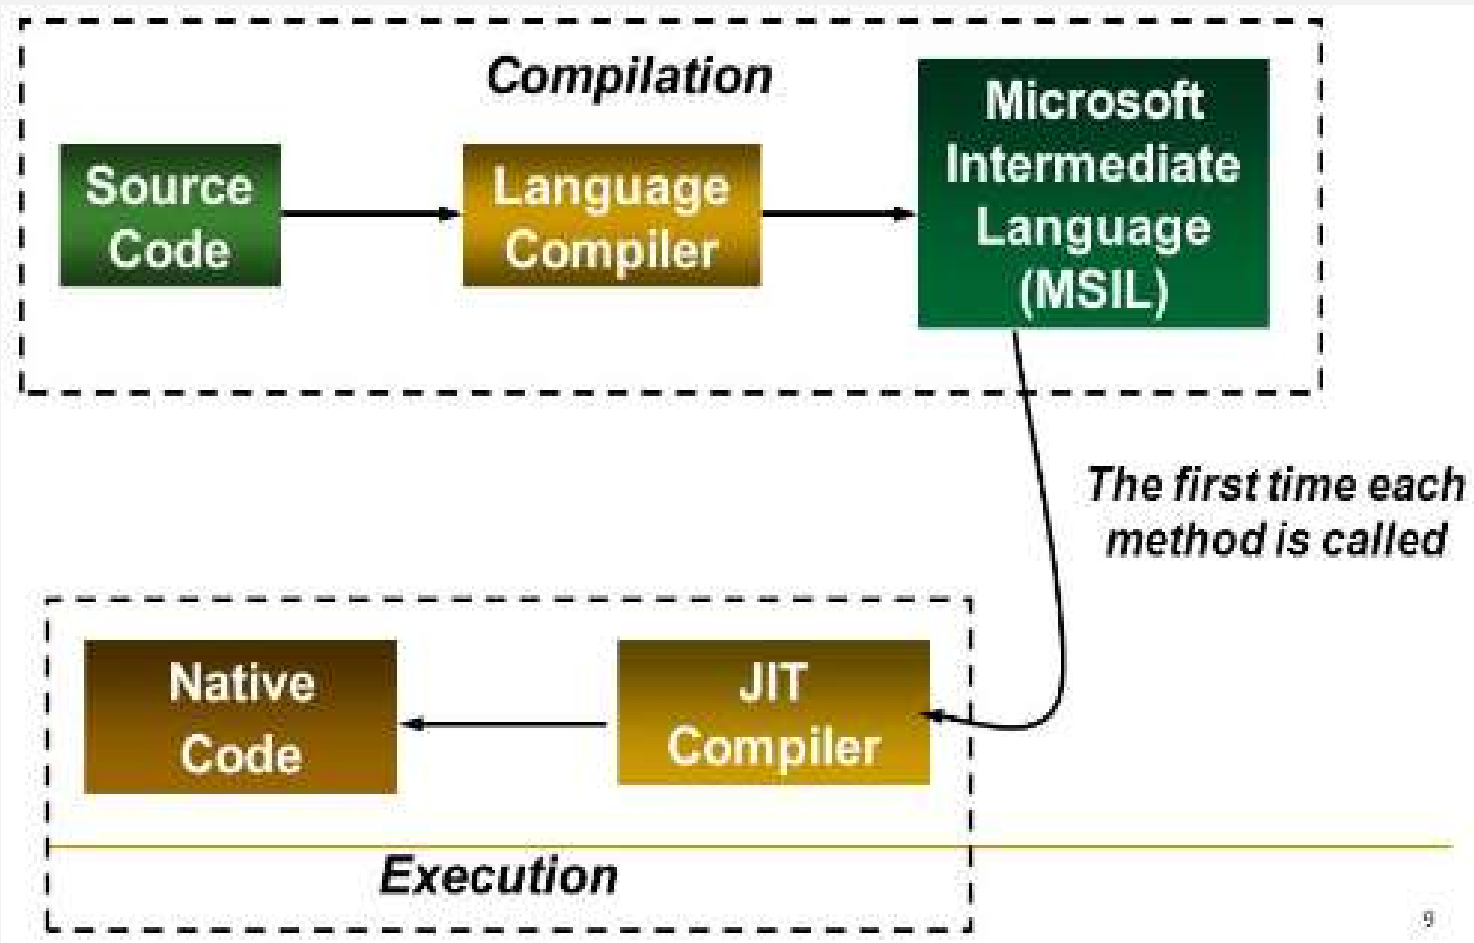 Compilation
Source
Code
Language
Compiler
Microsoft
Intermediate
Language
(MSIL)
The first time each
method is called
JIT
Compiler
Native
Code
Execution
9